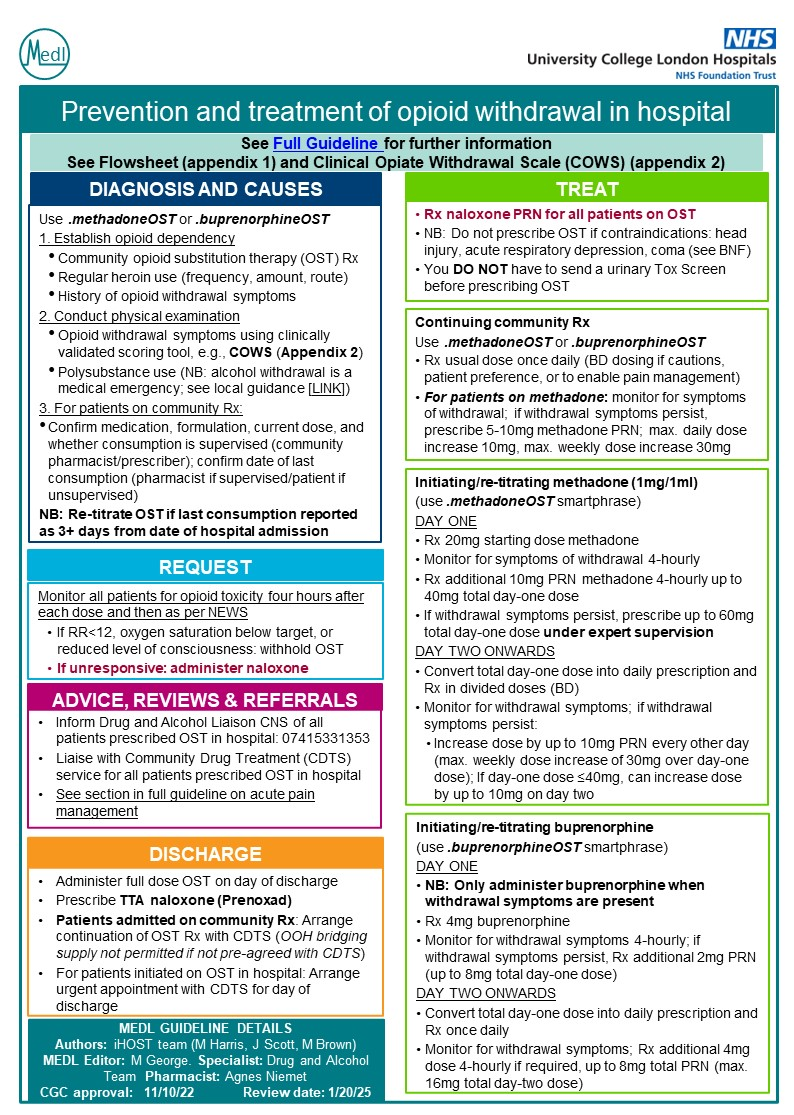 Medl
NHS
University College London Hospitals
NHS Foundation Trust
Prevention and treatment of opioid withdrawal in hospital
See Full Guideline for further information
See Flowsheet (appendix 1) and Clinical Opiate Withdrawal Scale (COWS) (appendix 2)
DIAGNOSIS AND CAUSES
Use .methadoneOST or .buprenorphineOST
1. Establish opioid dependency
• Community opioid substitution therapy (OST) Rx
• Regular heroin use (frequency, amount, route)
• History of opioid withdrawal symptoms
2. Conduct physical examination
• Opioid withdrawal symptoms using clinically
validated scoring tool, e.g., COWS (Appendix 2)
• Polysubstance use (NB: alcohol withdrawal is a
medical emergency; see local guidance [LINK])
3. For patients on community Rx:
• Confirm medication, formulation, current dose, and
whether consumption is supervised (community
pharmacist/prescriber); confirm date of last
consumption (pharmacist if supervised/patient if
unsupervised)
NB: Re-titrate OST if last consumption reported
as 3+ days from date of hospital admission
REQUEST
Monitor all patients for opioid toxicity four hours after
each dose and then as per NEWS
• If RR<12, oxygen saturation below target, or
reduced level of consciousness: withhold OST
• If unresponsive: administer naloxone
ADVICE, REVIEWS & REFERRALS
• Inform Drug and Alcohol Liaison CNS of all
patients prescribed OST in hospital: 07415331353
• Liaise with Community Drug Treatment (CDTS)
service for all patients prescribed OST in hospital
• See section in full guideline on acute pain
management
DISCHARGE
• Administer full dose OST on day of discharge
• Prescribe TTA naloxone (Prenoxad)
• Patients admitted on community Rx: Arrange
continuation of OST Rx with CDTS (OOH bridging
supply not permitted if not pre-agreed with CDTS)
• For patients initiated on OST in hospital: Arrange
urgent appointment with CDTS for day of
discharge
MEDL GUIDELINE DETAILS
Authors: iHOST team (M Harris, J Scott, M Brown)
MEDL Editor: M George. Specialist: Drug and Alcohol
Team Pharmacist: Agnes Niemet
CGC approval: 11/10/22 Review date: 1/20/25
TREAT
• Rx naloxone PRN for all patients on OST
• NB: Do not prescribe OST if contraindications: head
injury, acute respiratory depression, coma (see BNF)
• You DO NOT have to send a urinary Tox Screen
before prescribing OST
Continuing community Rx
Use .methadoneOST or .buprenorphineOST
• Rx usual dose once daily (BD dosing if cautions,
patient preference, or to enable pain management)
• For patients on methadone: monitor for symptoms
of withdrawal; if withdrawal symptoms persist,
prescribe 5-10mg methadone PRN; max. daily dose
increase 10mg, max. weekly dose increase 30mg
Initiating/re-titrating methadone (1mg/1ml)
(use .methadoneOST smartphrase)
DAY ONE
• Rx 20mg starting dose methadone
• Monitor for symptoms of withdrawal 4-hourly
• Rx additional 10mg PRN methadone 4-hourly up to
40mg total day-one dose
• If withdrawal symptoms persist, prescribe up to 60mg
total day-one dose under expert supervision
DAY TWO ONWARDS
• Convert total day-one dose into daily prescription and
Rx in divided doses (BD)
• Monitor for withdrawal symptoms; if withdrawal
symptoms persist:
• Increase dose by up to 10mg PRN every other day
(max. weekly dose increase of 30mg over day-one
dose); If day-one dose ≤40mg, can increase dose
by up to 10mg on day two
Initiating/re-titrating buprenorphine
(use .buprenorphineOST smartphrase)
DAY ONE
• NB: Only administer buprenorphine when
withdrawal symptoms are present
• Rx 4mg buprenorphine
• Monitor for withdrawal symptoms 4-hourly; if
withdrawal symptoms persist, Rx additional 2mg PRN
(up to 8mg total day-one dose)
DAY TWO ONWARDS
• Convert total day-one dose into daily prescription and
Rx once daily
• Monitor for withdrawal symptoms; Rx additional 4mg
dose 4-hourly if required, up to 8mg total PRN (max.
16mg total day-two dose)